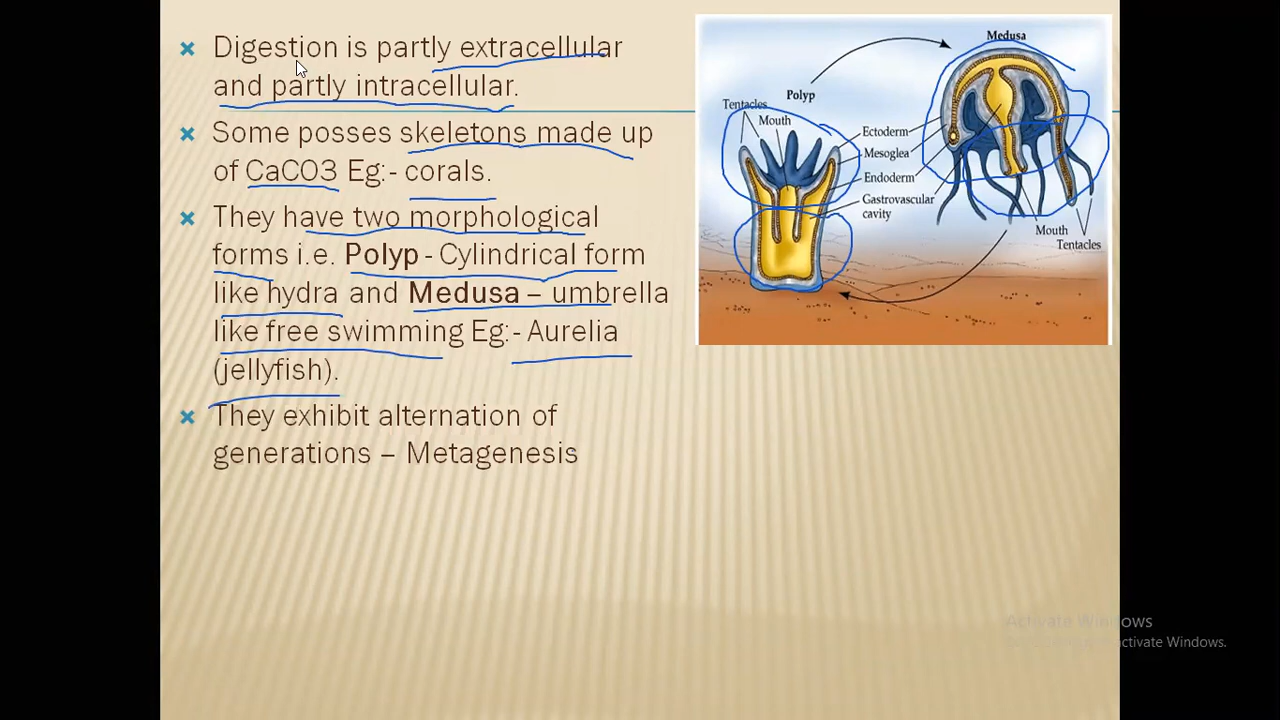 Digestion is partly extracellular
and partly intracellular.
Some posses skeletons made up
of CaCO3 Eg:- corals.
They have two morphological
forms i.e. Polyp - Cylindrical form
like hydra and Medusa – umbrella
like free swimming Eg:- Aurelia
(jellyfish).
They exhibit alternation of
generations – Metagenesis
Medusa
Polyp
Tentacles
Mouth
Ectoderm
Mesoglea
Endoderm
Gastrovascular
cavity
Mouth
Tentacles
Activate Windows
activate Windows.